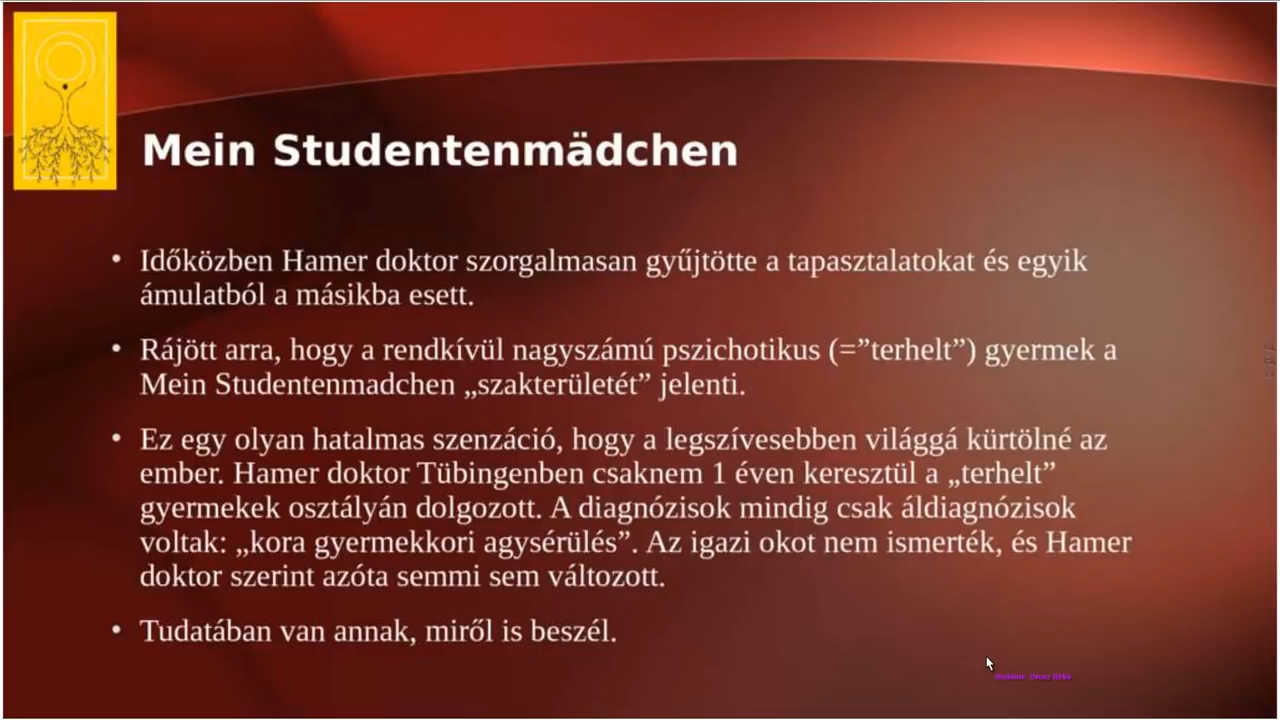 Mein Studentenmädchen
• Időközben Hamer doktor szorgalmasan gyűjtötte a tapasztalatokat és egyik
ámulatból a másikba esett.
• Rájött arra, hogy a rendkívül nagyszámú pszichotikus (=”terhelt”) gyermek a
Mein Studentenmadchen „szakterületét” jelenti.
• Ez egy olyan hatalmas szenzáció, hogy a legszívesebben világgá kürtölné az
ember. Hamer doktor Tübingenben csaknem 1 éven keresztül a „terhelt”
gyermekek osztályán dolgozott. A diagnózisok mindig csak áldiagnózisok
voltak: „kora gyermekkori agysérülés”. Az igazi okot nem ismerték, és Hamer
doktor szerint azóta semmi sem változott.
• Tudatában van annak, miről is beszél.